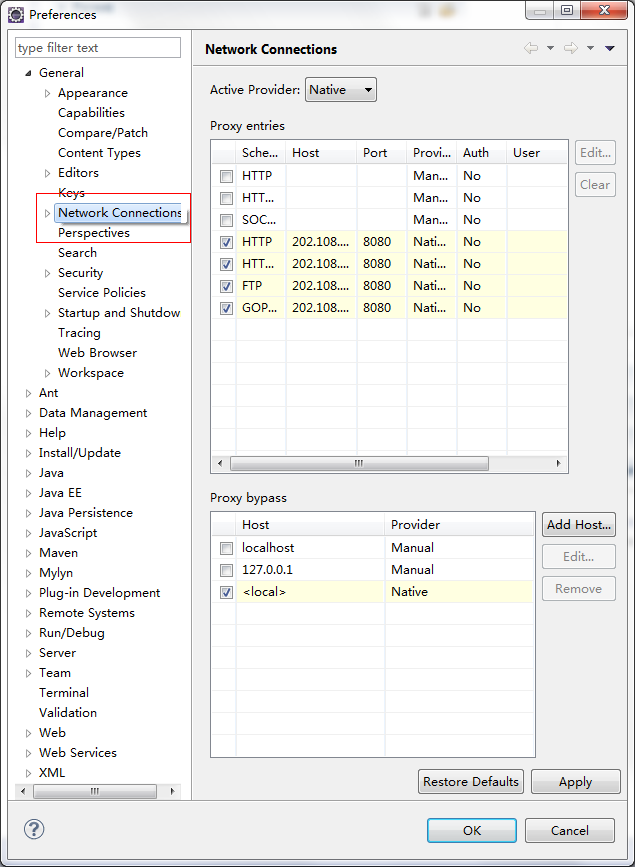 Preferences
type filter text
General
Appearance
Capabilities
Compare/Patch
Content Types
Editors
Keys
Network Connections
Perspectives
Search
Security
Service Policies
Startup and Shutdow
Tracing
Web Browser
Workspace
Ant
Data Management
Help
Install/Update
Java
Java EE
Java Persistence
JavaScript
Maven
Mylyn
Plug-in Development
Remote Systems
Run/Debug
Server
Team
Terminal
Validation
Web
Web Services
XML
Network Connections
Active Provider: Native
Proxy entries
Sche... Host Port Provi... Auth User
HTTP Man... No
HTT... Man... No
SOC... Man... No
HTTP 202.108.... 8080 Nati... No
HTT... 202.108.... 8080 Nati... No
FTP 202.108.... 8080 Nati... No
GOP... 202.108.... 8080 Nati... No
Edit...
Clear
Proxy bypass
Host Provider
localhost Manual
127.0.0.1 Manual
<local> Native
Add Host...
Edit...
Remove
Restore Defaults Apply
OK Cancel